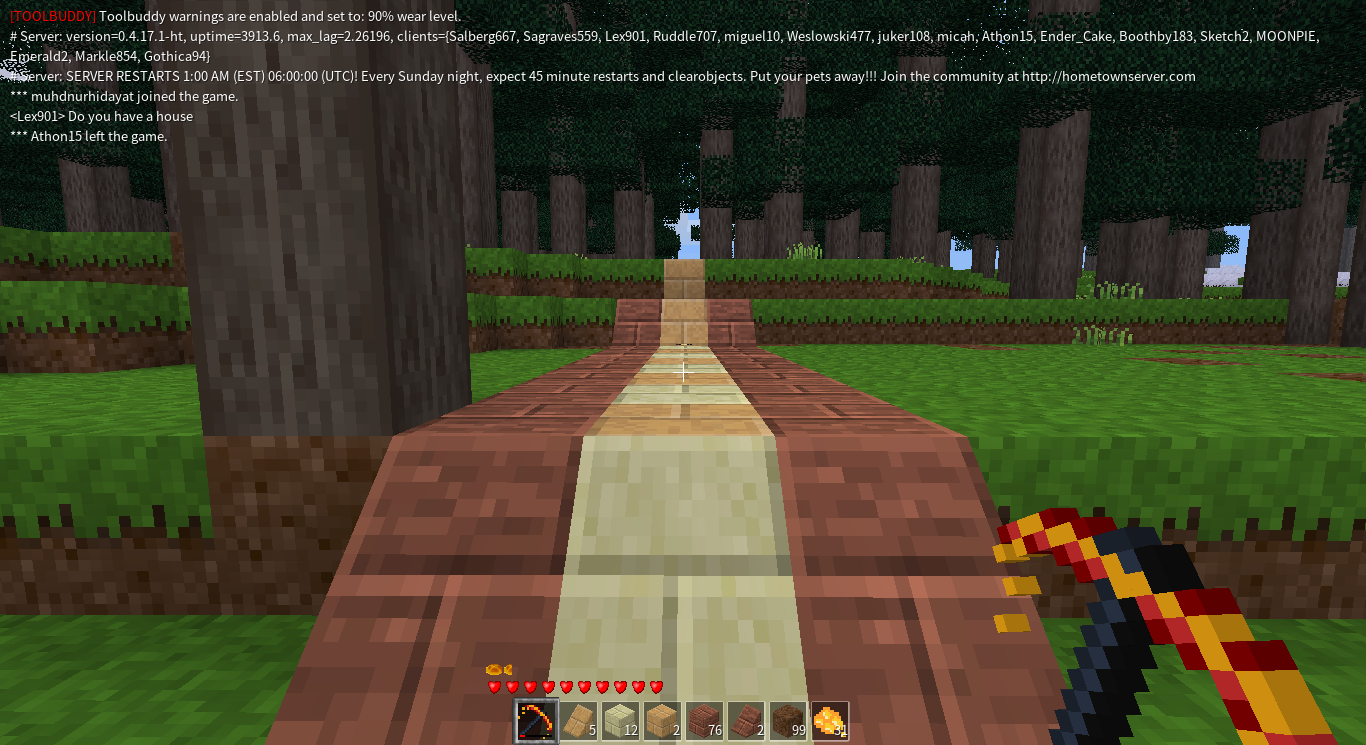 [TOOLBUDDY] Toolbuddy warnings are enabled and set to: 90% wear level.
# Server: version=0.4.17.1-ht, uptime=3913.6, max_lag=2.26196, clients={Salberg667, Sagraves559, Lex901, Ruddle707, miguel10, Weslowski477, juker108, micah, Athon15, Ender_Cake, Boothby183, Sketch2, MOONPIE,
Emerald2, Markle854, Gothica94}
# Server: SERVER RESTARTS 1:00 AM (EST) 06:00:00 (UTC)! Every Sunday night, expect 45 minute restarts and clearobjects. Put your pets away!!! Join the community at http://hometownserver.com
*** muhdnurhidayat joined the game.
<Lex901> Do you have a house
*** Athon15 left the game.
5 12 2 76 2 99 31